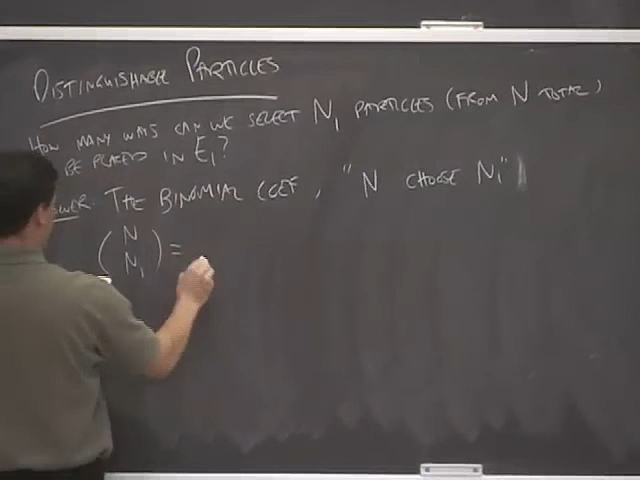 DISTINGUISHABLE PARTICLES
HOW MANY WAYS CAN WE SELECT N₁ PARTICLES (FROM N TOTAL)
BE PLACED IN E₁?
THE BINOMIAL COEF, "N CHOOSE N₁"
(N
N₁) =